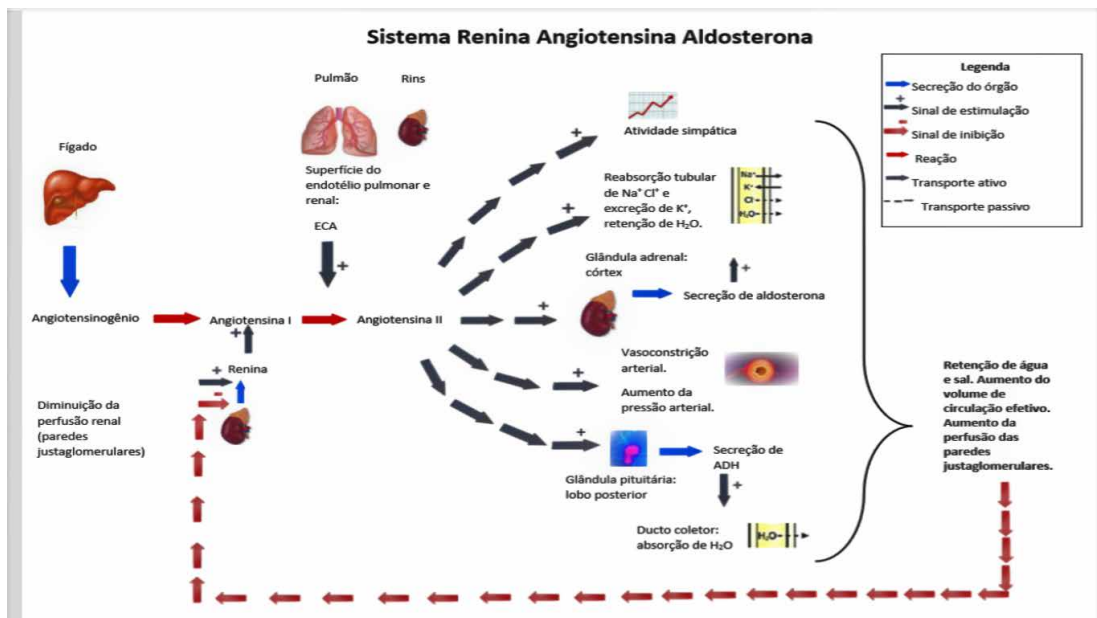 Sistema Renina Angiotensina Aldosterona
Legenda
Secreção do órgão
+
Sinal de estimulação
-
Sinal de inibição
Reação
Transporte ativo
Transporte passivo
Pulmão
Rins
Fígado
Superfície do
endotélio pulmonar e
renal:
ECA
+
Angiotensinogênio
Angiotensina I
Angiotensina II
+
Renina
+
-
Diminuição da
perfusão renal
(paredes
justaglomerulares)
+
Atividade simpática
+
Reabsorção tubular
de Na⁺ Cl⁺ e
excreção de K⁺,
retenção de H₂O.
Na⁺
K⁺
Cl
H₂O
Glândula adrenal:
córtex
+
+
Secreção de aldosterona
Vasoconstrição
arterial.
+
Aumento da
pressão arterial.
+
Glândula pituitária:
lobo posterior
Secreção de
ADH
+
Ducto coletor:
absorção de H₂O
H₂O
Retenção de água
e sal. Aumento do
volume de
circulação efetivo.
Aumento da
perfusão das
paredes
justaglomerulares.